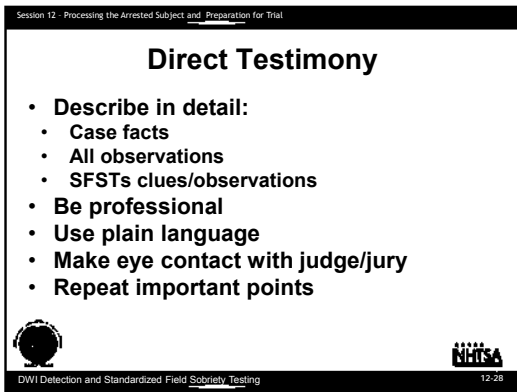 Session 12 – Processing the Arrested Subject and Preparation for Trial
Direct Testimony
• Describe in detail:
• Case facts
• All observations
• SFSTs clues/observations
• Be professional
• Use plain language
• Make eye contact with judge/jury
• Repeat important points
NHTSA
DWI Detection and Standardized Field Sobriety Testing
12-28